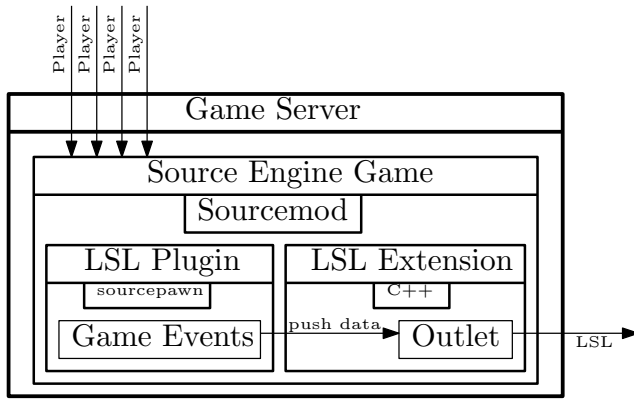 Player
Player
Player
Player
Game Server
Source Engine Game
Sourcemod
LSL Plugin
sourcepawn
Game Events
push data
LSL Extension
C++
Outlet
LSL